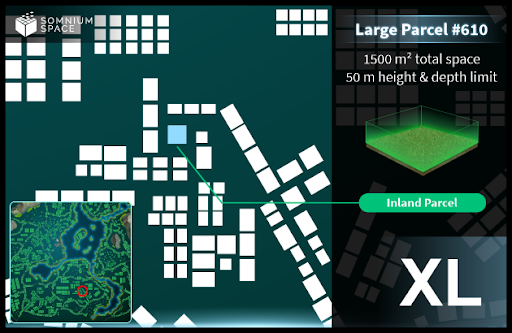 SOMNIUM
SPACE
Large Parcel #610
1500 m² total space
50 m height & depth limit
Inland Parcel
XL